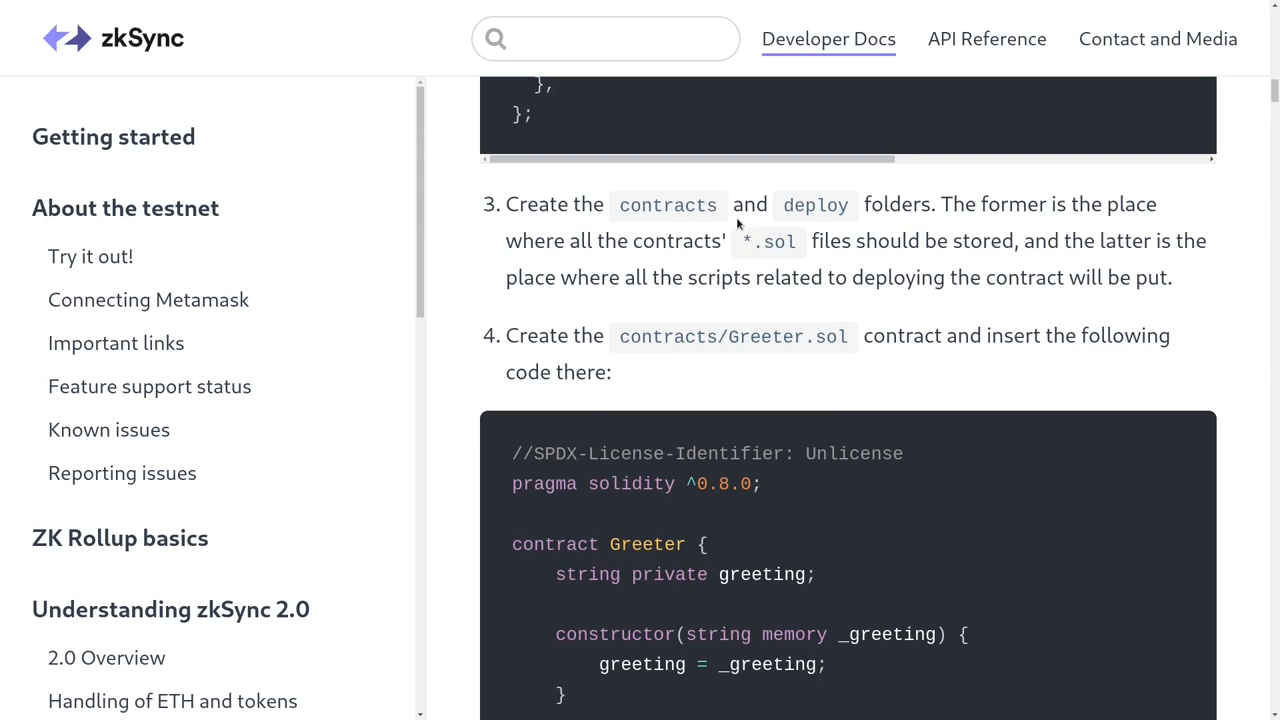 zkSync
Developer Docs
API Reference
Contact and Media
Getting started
About the testnet
Try it out!
Connecting Metamask
Important links
Feature support status
Known issues
Reporting issues
ZK Rollup basics
Understanding zkSync 2.0
2.0 Overview
Handling of ETH and tokens
},
};
3. Create the contracts and deploy folders. The former is the place
where all the contracts' *.sol files should be stored, and the latter is the
place where all the scripts related to deploying the contract will be put.
4. Create the contracts/Greeter.sol contract and insert the following
code there:
//SPDX-License-Identifier: Unlicense
pragma solidity ^0.8.0;
contract Greeter {
string private greeting;
constructor(string memory _greeting) {
greeting = _greeting;
}